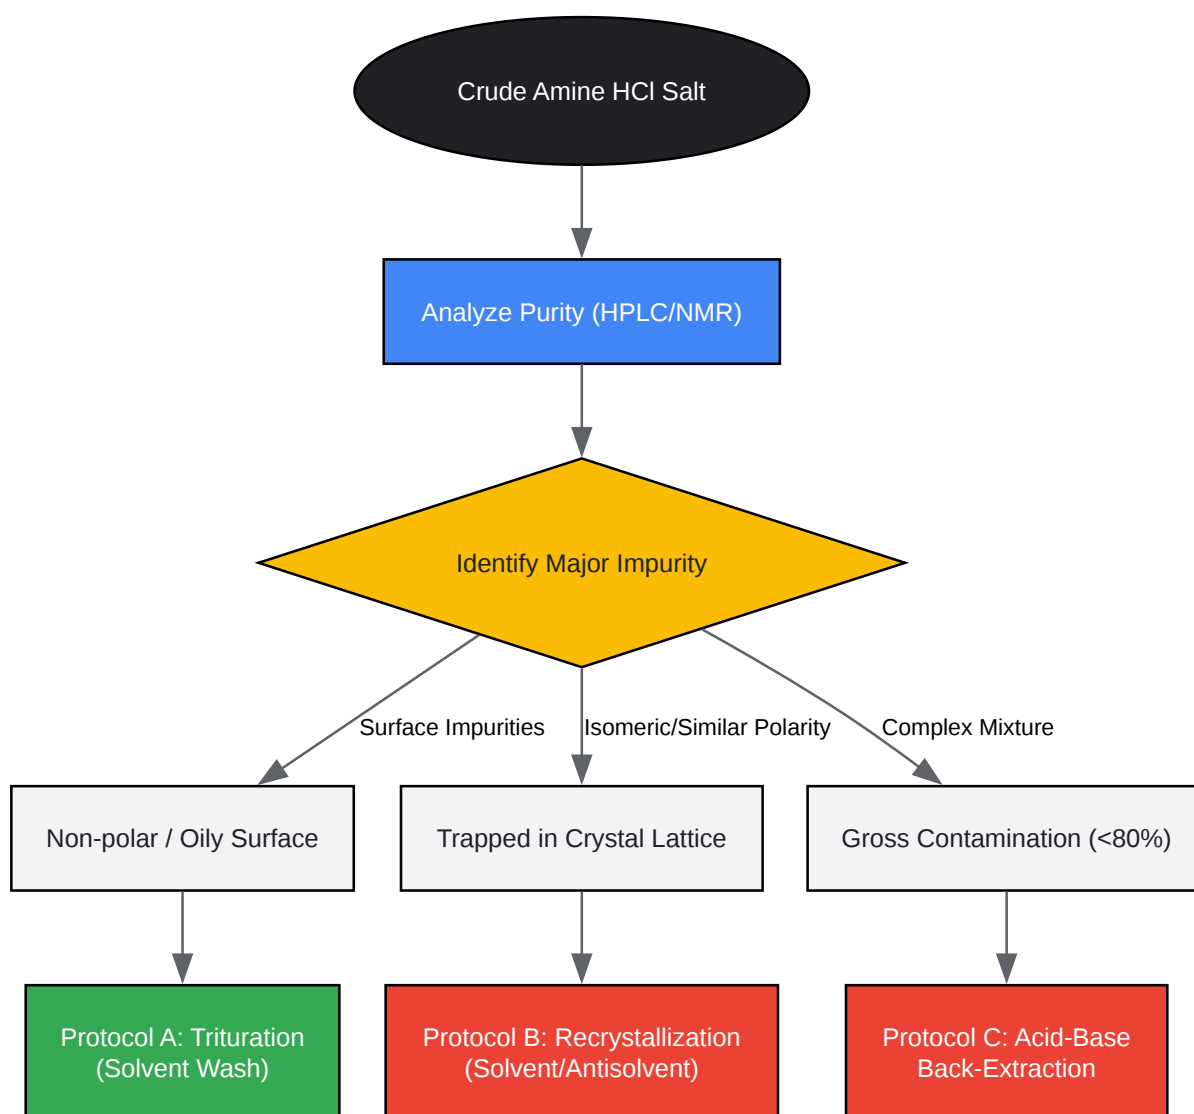 Crude Amine HCl Salt
Analyze Purity (HPLC/NMR)
Identify Major Impurity
Surface Impurities
Isomeric/Similar Polarity
Complex Mixture
Non-polar / Oily Surface
Trapped in Crystal Lattice
Gross Contamination (<80%)
Protocol A: Trituration
(Solvent Wash)
Protocol B: Recrystallization
(Solvent/Antisolvent)
Protocol C: Acid-Base
Back-Extraction